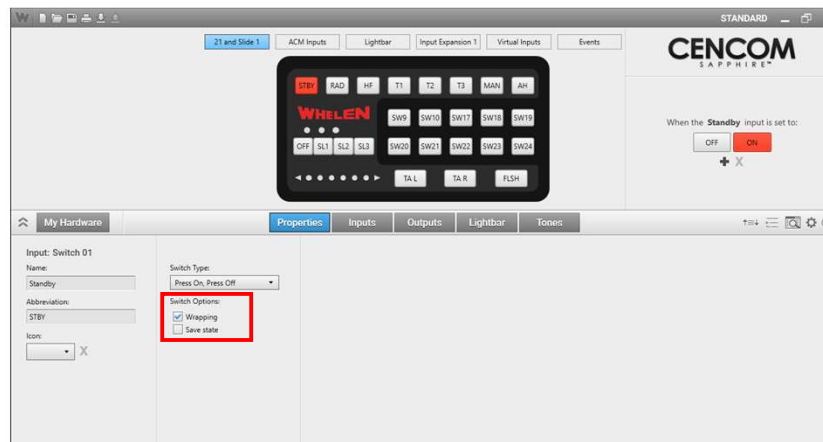 W STANDARD
21 and Slide 1 ACM Inputs Lightbar Input Expansion 1 Virtual Inputs Events
CENCOM
SAPPHIRE™
STBY RAD HF T1 T2 T3 MAN AH
WHELEN SW9 SW10 SW17 SW18 SW19
OFF SL1 SL2 SL3 SW20 SW21 SW22 SW23 SW24
TA L TA R FLSH
When the Standby input is set to:
OFF ON
+ X
My Hardware Properties Inputs Outputs Lightbar Tones
Input: Switch 01
Name:
Standby
Abbreviation:
STBY
Icon:
X
Switch Type:
Press On, Press Off
Switch Options:
Wrapping
Save state